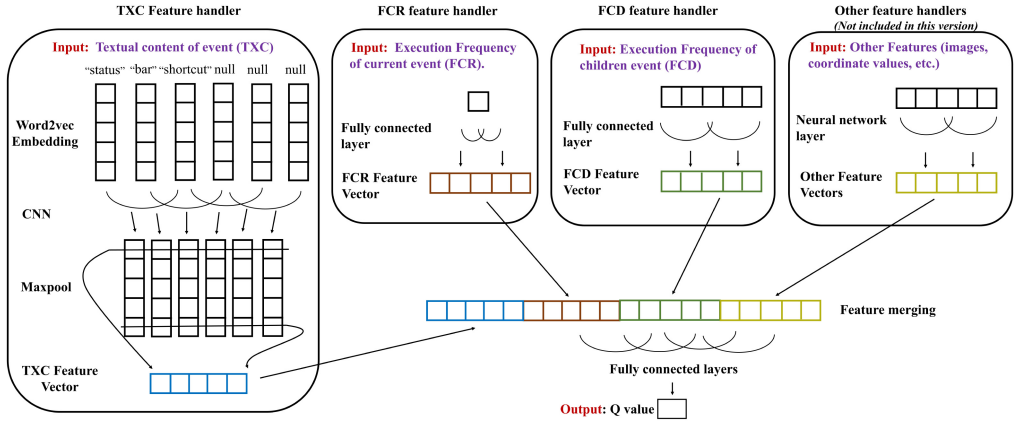 TXC Feature handler
Input: Textual content of event (TXC)
“status” “bar” “shortcut” null null null
Word2vec
Embedding
CNN
Maxpool
TXC Feature
Vector
FCR feature handler
Input: Execution Frequency
of current event (FCR).
Fully connected
layer
FCR Feature
Vector
FCD feature handler
Input: Execution Frequency of
children event (FCD)
Fully connected
layer
FCD Feature
Vector
Other feature handlers
(Not included in this version)
Input: Other Features (images,
coordinate values, etc.)
Neural network
layer
Other Feature
Vectors
Feature merging
Fully connected layers
Output: Q value